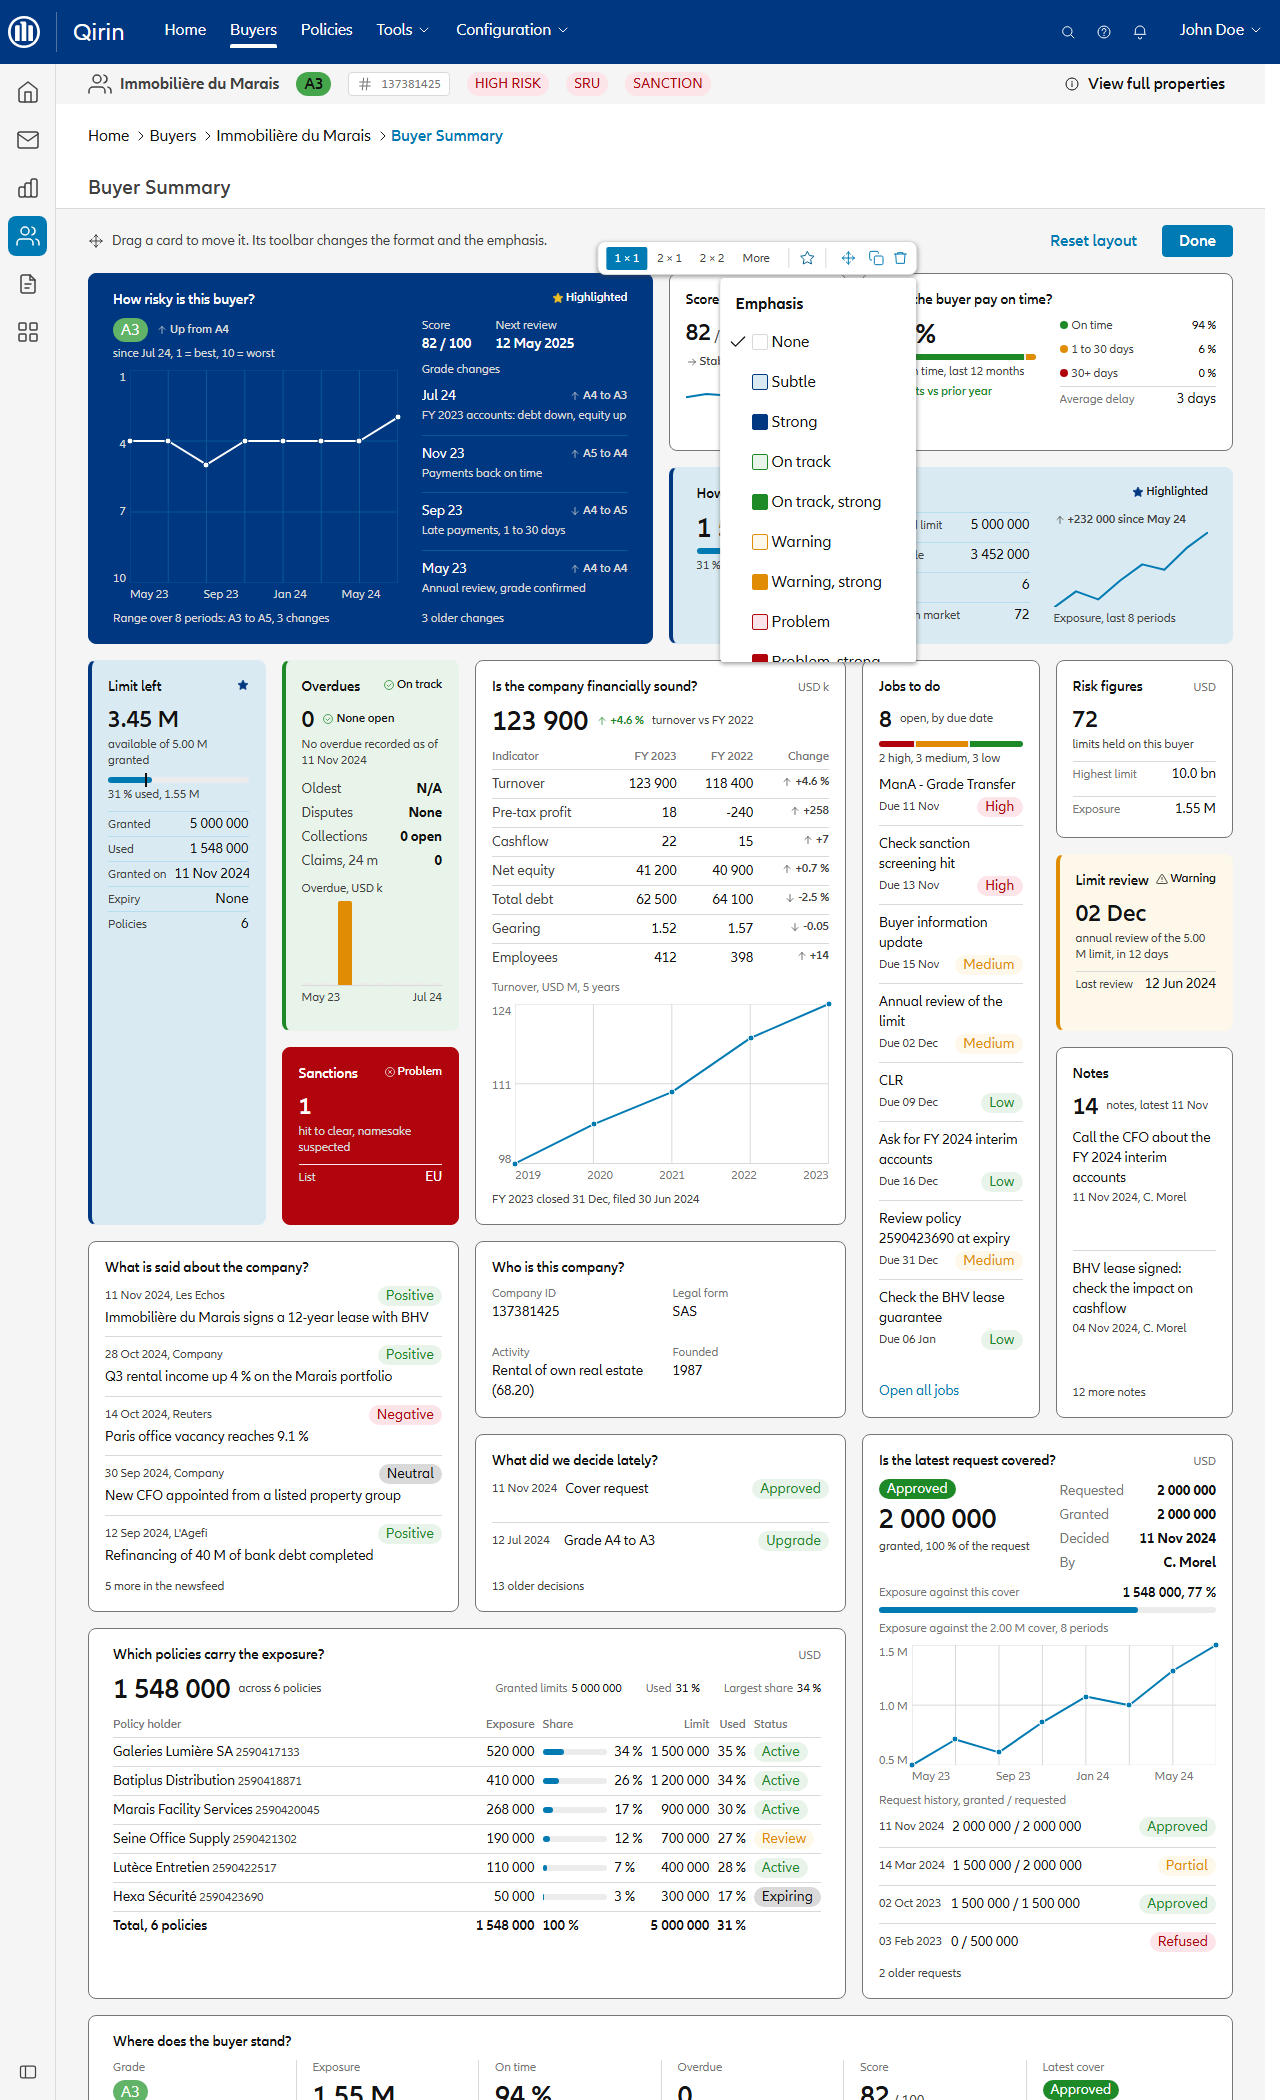 Qirin
Home
Buyers
Policies
Tools
Configuration
John Doe
Immobilière du Marais
A3
# 137381425
HIGH RISK
SRU
SANCTION
View full properties
Home > Buyers > Immobilière du Marais > Buyer Summary
Buyer Summary
Drag a card to move it. Its toolbar changes the format and the emphasis.
Reset layout
Done
1 × 1
2 × 1
2 × 2
More
Emphasis
None
Subtle
Strong
On track
On track, strong
Warning
Warning, strong
Problem
Problem, strong
How risky is this buyer?
Highlighted
A3
↑ Up from A4
since Jul 24, 1 = best, 10 = worst
1
4
7
10
May 23
Sep 23
Jan 24
May 24
Range over 8 periods: A3 to A5, 3 changes
Score
82 / 100
Next review
12 May 2025
Grade changes
Jul 24
↑ A4 to A3
FY 2023 accounts: debt down, equity up
Nov 23
↑ A5 to A4
Payments back on time
Sep 23
↓ A4 to A5
Late payments, 1 to 30 days
May 23
↑ A4 to A4
Annual review, grade confirmed
3 older changes
Score
82 /
the buyer pay on time?
%
time, last 12 months
vs prior year
On time
94 %
1 to 30 days
6 %
30+ days
0 %
Average delay
3 days
How
1
31 %
Highlighted
limit
5 000 000
3 452 000
6
market
72
↑ +232 000 since May 24
Exposure, last 8 periods
Limit left
3.45 M
available of 5.00 M
granted
31 % used, 1.55 M
Granted
5 000 000
Used
1 548 000
Granted on
11 Nov 2024
Expiry
None
Policies
6
Overdues
On track
0
None open
No overdue recorded as of
11 Nov 2024
Oldest
N/A
Disputes
None
Collections
0 open
Claims, 24 m
0
Overdue, USD k
May 23
Jul 24
Sanctions
Problem
1
hit to clear, namesake
suspected
List
EU
Is the company financially sound?
USD k
123 900
↑ +4.6 %
turnover vs FY 2022
Indicator
FY 2023
FY 2022
Change
Turnover
123 900
118 400
↑ +4.6 %
Pre-tax profit
18
-240
↑ +258
Cashflow
22
15
↑ +7
Net equity
41 200
40 900
↑ +0.7 %
Total debt
62 500
64 100
↓ -2.5 %
Gearing
1.52
1.57
↓ -0.05
Employees
412
398
↑ +14
Turnover, USD M, 5 years
124
111
98
2019
2020
2021
2022
2023
FY 2023 closed 31 Dec, filed 30 Jun 2024
Jobs to do
8
open, by due date
2 high, 3 medium, 3 low
ManA - Grade Transfer
Due 11 Nov
High
Check sanction
screening hit
Due 13 Nov
High
Buyer information
update
Due 15 Nov
Medium
Annual review of the
limit
Due 02 Dec
Medium
CLR
Due 09 Dec
Low
Ask for FY 2024 interim
accounts
Due 16 Dec
Low
Review policy
2590423690 at expiry
Due 31 Dec
Medium
Check the BHV lease
guarantee
Due 06 Jan
Low
Open all jobs
Risk figures
USD
72
limits held on this buyer
Highest limit
10.0 bn
Exposure
1.55 M
Limit review
Warning
02 Dec
annual review of the 5.00
M limit, in 12 days
Last review
12 Jun 2024
Notes
14
notes, latest 11 Nov
Call the CFO about the
FY 2024 interim
accounts
11 Nov 2024, C. Morel
BHV lease signed:
check the impact on
cashflow
04 Nov 2024, C. Morel
12 more notes
What is said about the company?
11 Nov 2024, Les Echos
Positive
Immobilière du Marais signs a 12-year lease with BHV
28 Oct 2024, Company
Positive
Q3 rental income up 4 % on the Marais portfolio
14 Oct 2024, Reuters
Negative
Paris office vacancy reaches 9.1 %
30 Sep 2024, Company
Neutral
New CFO appointed from a listed property group
12 Sep 2024, L'Agefi
Positive
Refinancing of 40 M of bank debt completed
5 more in the newsfeed
Who is this company?
Company ID
137381425
Legal form
SAS
Activity
Rental of own real estate
(68.20)
Founded
1987
What did we decide lately?
11 Nov 2024
Cover request
Approved
12 Jul 2024
Grade A4 to A3
Upgrade
13 older decisions
Is the latest request covered?
USD
Approved
2 000 000
granted, 100 % of the request
Requested
2 000 000
Granted
2 000 000
Decided
11 Nov 2024
By
C. Morel
Exposure against this cover
1 548 000, 77 %
Exposure against the 2.00 M cover, 8 periods
1.5 M
1.0 M
0.5 M
May 23
Sep 23
Jan 24
May 24
Request history, granted / requested
11 Nov 2024
2 000 000 / 2 000 000
Approved
14 Mar 2024
1 500 000 / 2 000 000
Partial
02 Oct 2023
1 500 000 / 1 500 000
Approved
03 Feb 2023
0 / 500 000
Refused
2 older requests
Which policies carry the exposure?
USD
1 548 000
across 6 policies
Granted limits 5 000 000
Used 31 %
Largest share 34 %
Policy holder
Exposure
Share
Limit
Used
Status
Galeries Lumière SA 2590417133
520 000
34 %
1 500 000
35 %
Active
Batiplus Distribution 2590418871
410 000
26 %
1 200 000
34 %
Active
Marais Facility Services 2590420045
268 000
17 %
900 000
30 %
Active
Seine Office Supply 2590421302
190 000
12 %
700 000
27 %
Review
Lutèce Entretien 2590422517
110 000
7 %
400 000
28 %
Active
Hexa Sécurité 2590423690
50 000
3 %
300 000
17 %
Expiring
Total, 6 policies
1 548 000
100 %
5 000 000
31 %
Where does the buyer stand?
Grade
A3
Exposure
1.55 M
On time
94 %
Overdue
0
Score
82 / 100
Latest cover
Approved